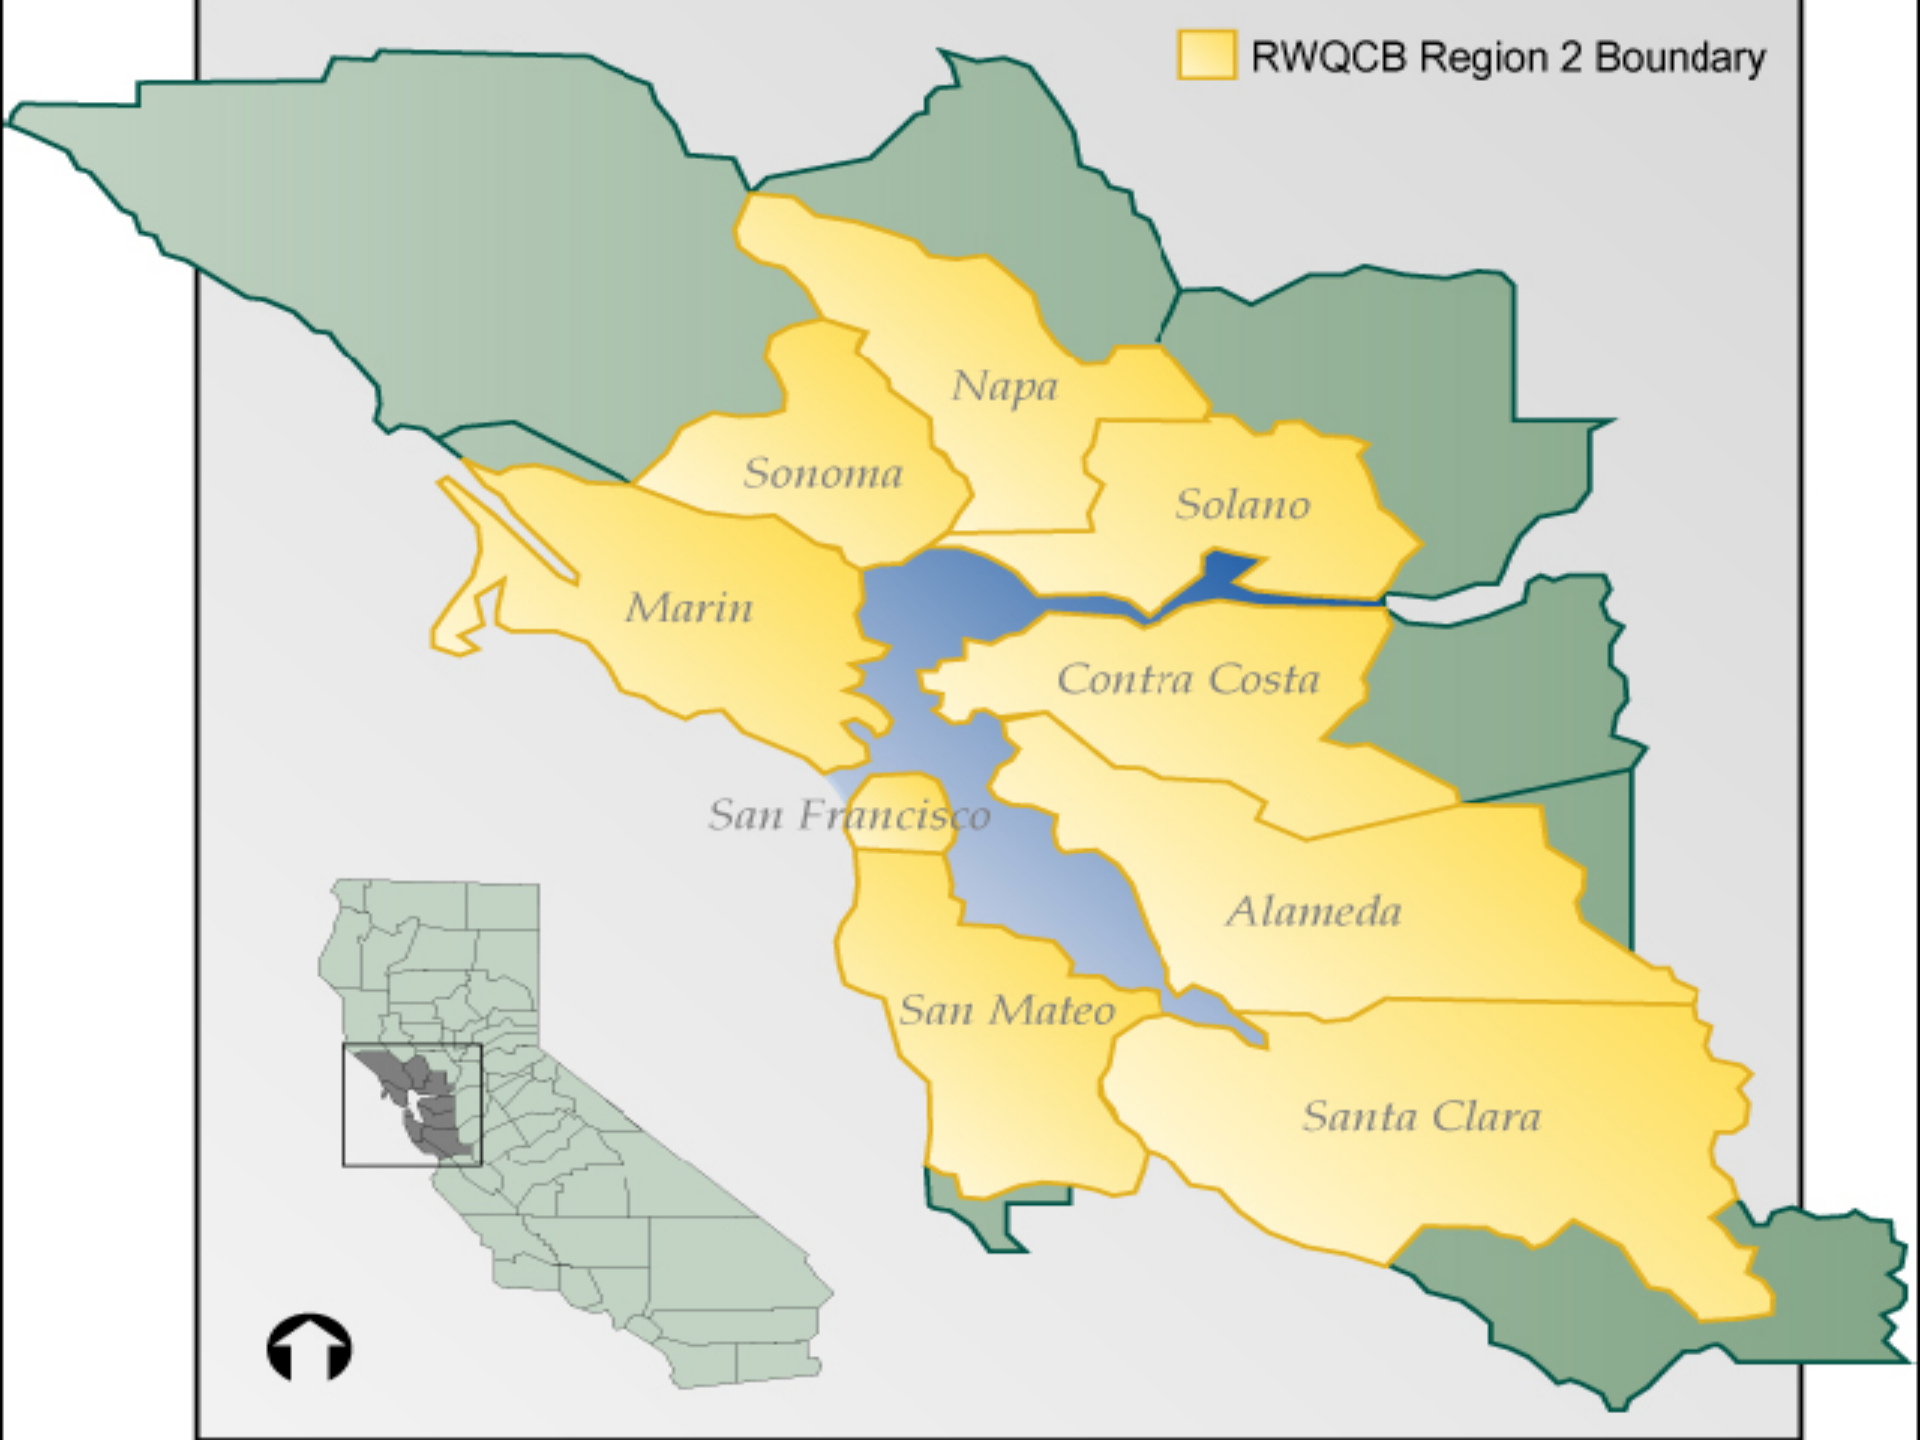 RWQCB Region 2 Boundary
Napa
Sonoma
Solano
Marin
Contra Costa
San Francisco
Alameda
San Mateo
Santa Clara